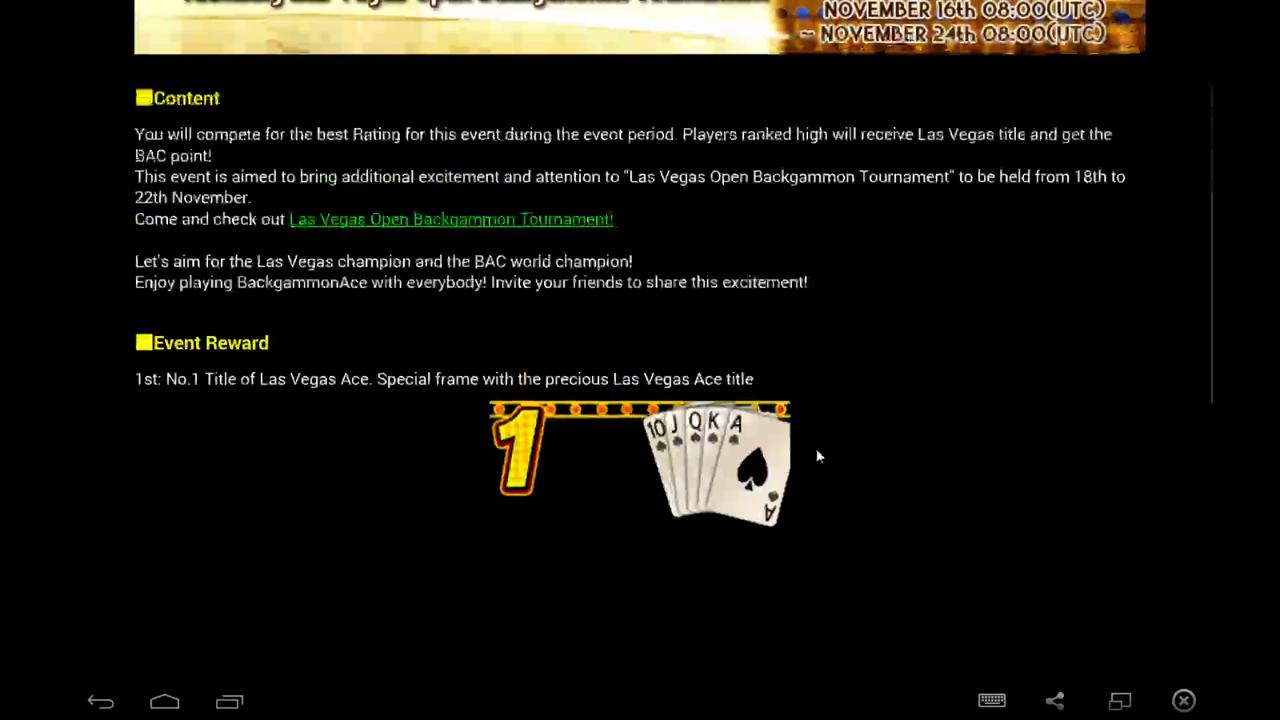 NOVEMBER 16th 08:00(UTC)
~ NOVEMBER 24th 08:00(UTC)
Content
You will compete for the best Rating for this event during the event period. Players ranked high will receive Las Vegas title and get the
BAC point!
This event is aimed to bring additional excitement and attention to "Las Vegas Open Backgammon Tournament" to be held from 18th to
22th November.
Come and check out Las Vegas Open Backgammon Tournament!
Let's aim for the Las Vegas champion and the BAC world champion!
Enjoy playing BackgammonAce with everybody! Invite your friends to share this excitement!
Event Reward
1st: No.1 Title of Las Vegas Ace. Special frame with the precious Las Vegas Ace title
1
10 J Q K A
A